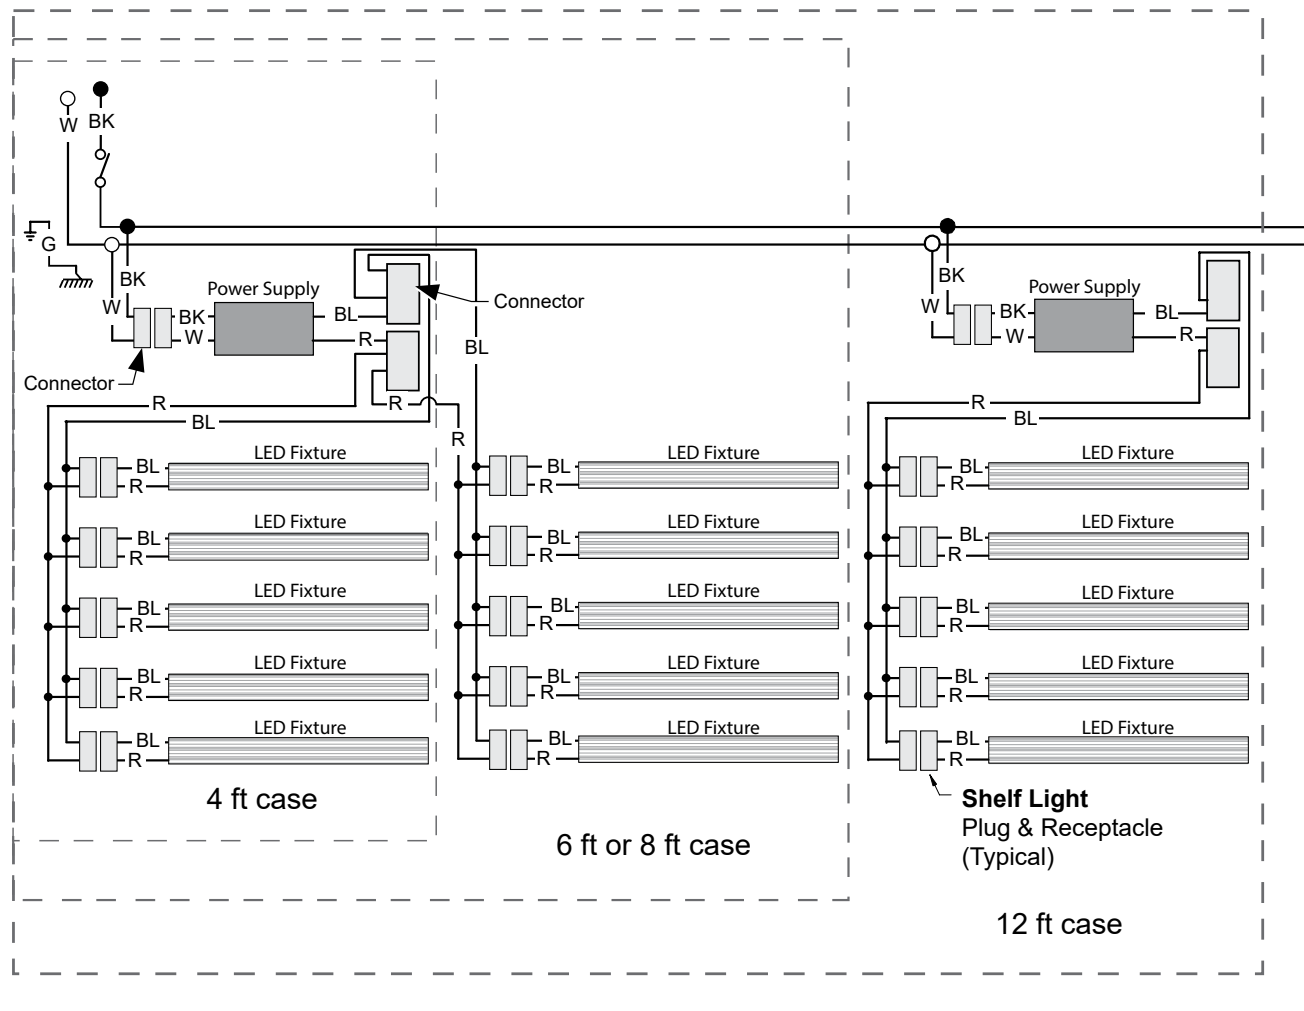 W
BK
G
BK
W
Power Supply
BK
W
BL
R
Connector
Connector
BL
R
R
BL
R
BK
W
Power Supply
BK
W
BL
R
R
BL
LED Fixture
BL
R
LED Fixture
BL
R
LED Fixture
BL
R
LED Fixture
BL
R
LED Fixture
BL
R
4 ft case
LED Fixture
BL
R
LED Fixture
BL
R
LED Fixture
BL
R
LED Fixture
BL
R
LED Fixture
BL
R
6 ft or 8 ft case
LED Fixture
BL
R
LED Fixture
BL
R
LED Fixture
BL
R
LED Fixture
BL
R
LED Fixture
BL
R
Shelf Light
Plug & Receptacle
(Typical)
12 ft case